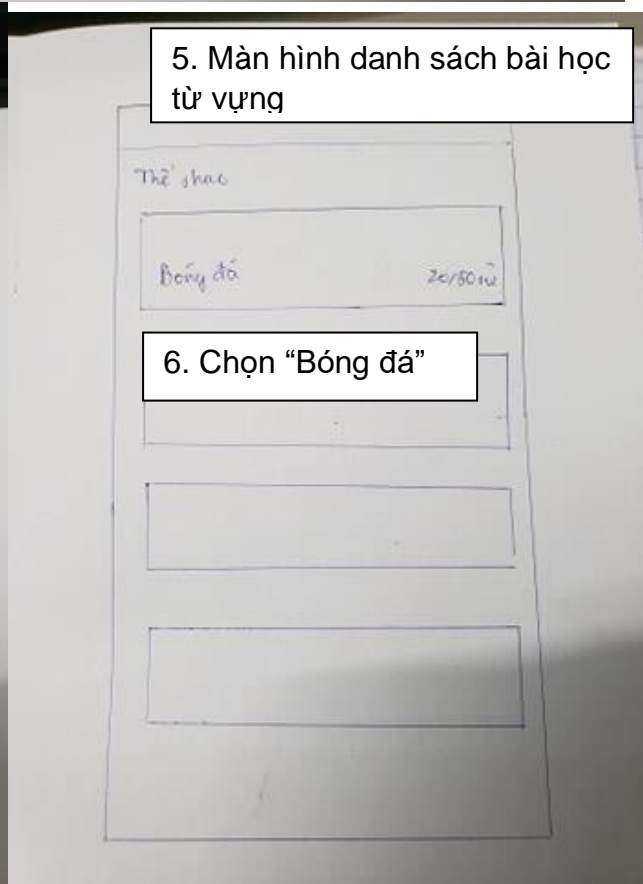 5. Màn hình danh sách bài học
từ vựng
Thể thao
Bóng đá 20/50 từ
6. Chọn “Bóng đá”